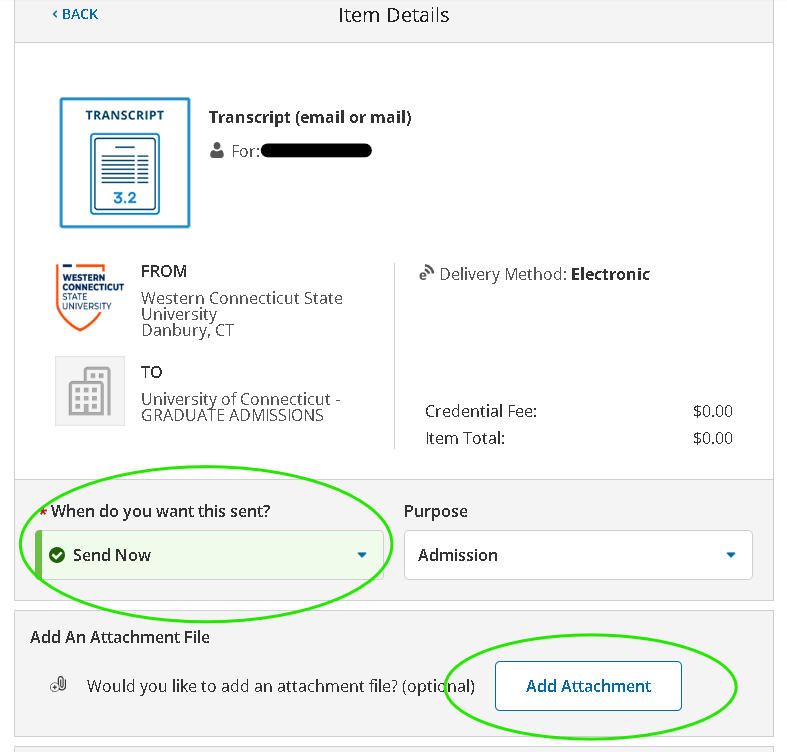 ‹ BACK
Item Details
TRANSCRIPT
3.2
Transcript (email or mail)
For:
WESTERN
CONNECTICUT
STATE
UNIVERSITY
FROM
Western Connecticut State
University
Danbury, CT
TO
University of Connecticut -
GRADUATE ADMISSIONS
Delivery Method: Electronic
Credential Fee: $0.00
Item Total: $0.00
* When do you want this sent?
Send Now
Purpose
Admission
Add An Attachment File
Would you like to add an attachment file? (optional)
Add Attachment